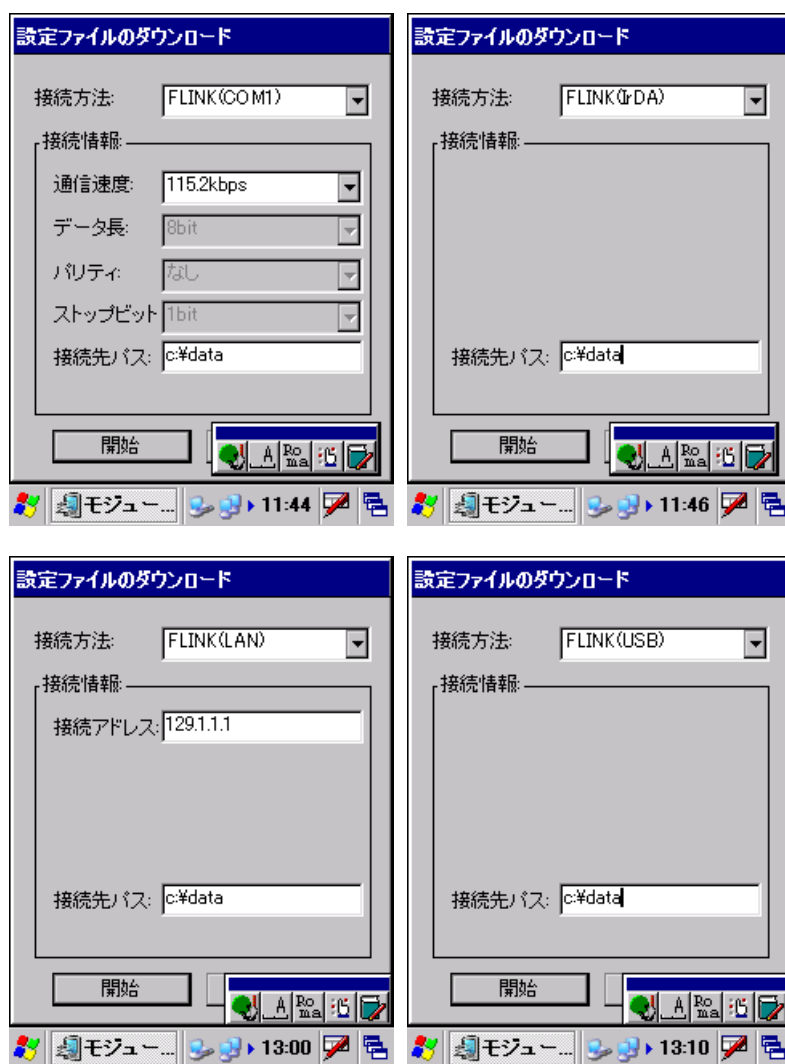 設定ファイルのダウンロード
接続方法: FLINK(COM1)
接続情報:
通信速度: 115.2kbps
データ長: 8bit
パリティ: なし
ストップビット 1bit
接続先パス: c:¥data
開始
A Roma
モジュー... 11:44
設定ファイルのダウンロード
接続方法: FLINK(IrDA)
接続情報:
接続先パス: c:¥data
開始
A Roma
モジュー... 11:46
設定ファイルのダウンロード
接続方法: FLINK(LAN)
接続情報:
接続アドレス: 129.1.1.1
接続先パス: c:¥data
開始
A Roma
モジュー... 13:00
設定ファイルのダウンロード
接続方法: FLINK(USB)
接続情報:
接続先パス: c:¥data
開始
A Roma
モジュー... 13:10